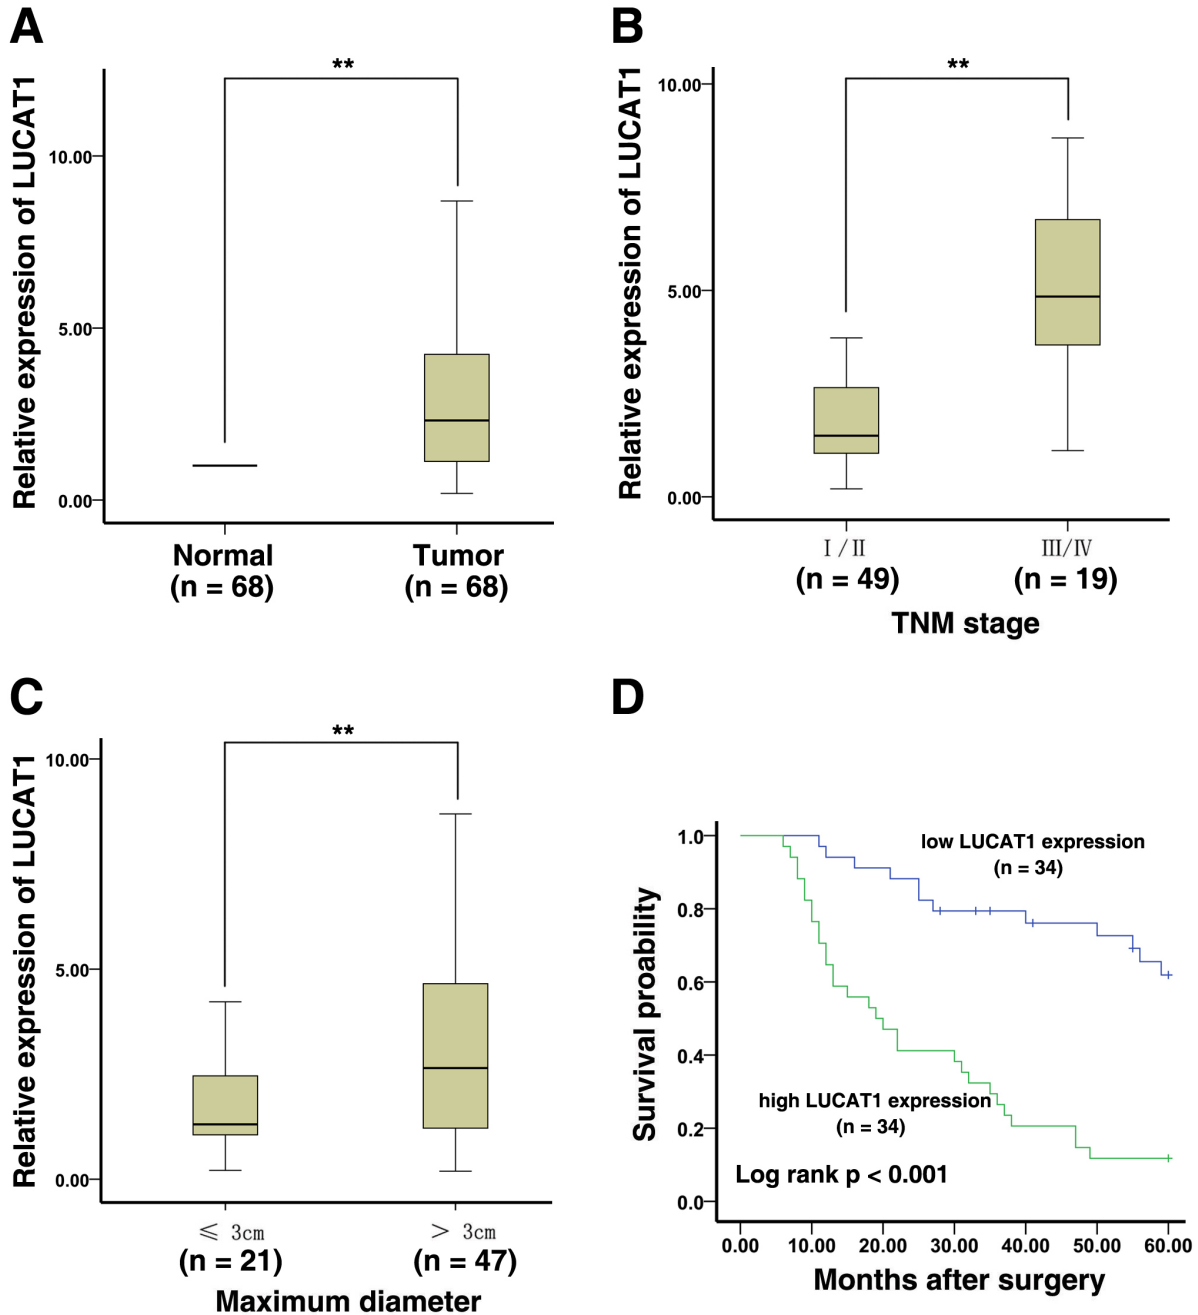 A
**
Relative expression of LUCAT1
10.00
5.00
0.00
Normal
(n = 68)
Tumor
(n = 68)
B
**
Relative expression of LUCAT1
10.00
5.00
0.00
Ⅰ/Ⅱ
(n = 49)
Ⅲ/Ⅳ
(n = 19)
TNM stage
C
**
Relative expression of LUCAT1
10.00
5.00
0.00
≤ 3cm
(n = 21)
> 3cm
(n = 47)
Maximum diameter
D
Survival proability
1.0
0.8
0.6
0.4
0.2
0.0
low LUCAT1 expression
(n = 34)
high LUCAT1 expression
(n = 34)
Log rank p < 0.001
0.00 10.00 20.00 30.00 40.00 50.00 60.00
Months after surgery